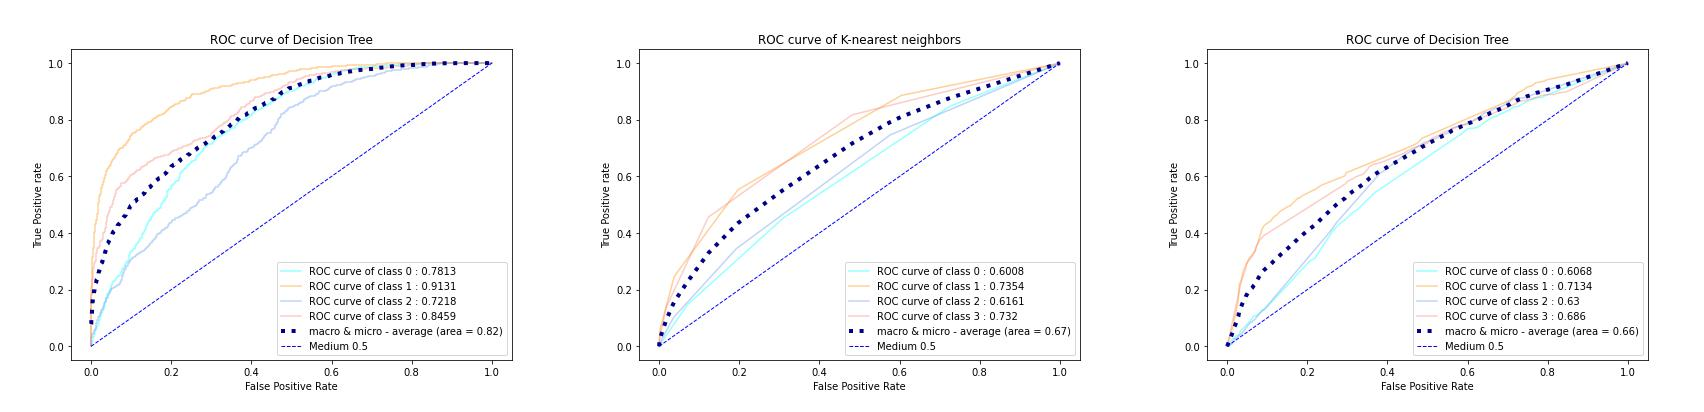 ROC curve of Decision Tree
1.0
0.8
0.6
0.4
0.2
0.0
True Positive rate
ROC curve of class 0 : 0.7813
ROC curve of class 1 : 0.9131
ROC curve of class 2 : 0.7218
ROC curve of class 3 : 0.8459
macro & micro - average (area = 0.82)
Medium 0.5
0.0 0.2 0.4 0.6 0.8 1.0
False Positive Rate
ROC curve of K-nearest neighbors
1.0
0.8
0.6
0.4
0.2
0.0
True Positive rate
ROC curve of class 0 : 0.6008
ROC curve of class 1 : 0.7354
ROC curve of class 2 : 0.6161
ROC curve of class 3 : 0.732
macro & micro - average (area = 0.67)
Medium 0.5
0.0 0.2 0.4 0.6 0.8 1.0
False Positive Rate
ROC curve of Decision Tree
1.0
0.8
0.6
0.4
0.2
0.0
True Positive rate
ROC curve of class 0 : 0.6068
ROC curve of class 1 : 0.7134
ROC curve of class 2 : 0.63
ROC curve of class 3 : 0.686
macro & micro - average (area = 0.66)
Medium 0.5
0.0 0.2 0.4 0.6 0.8 1.0
False Positive Rate